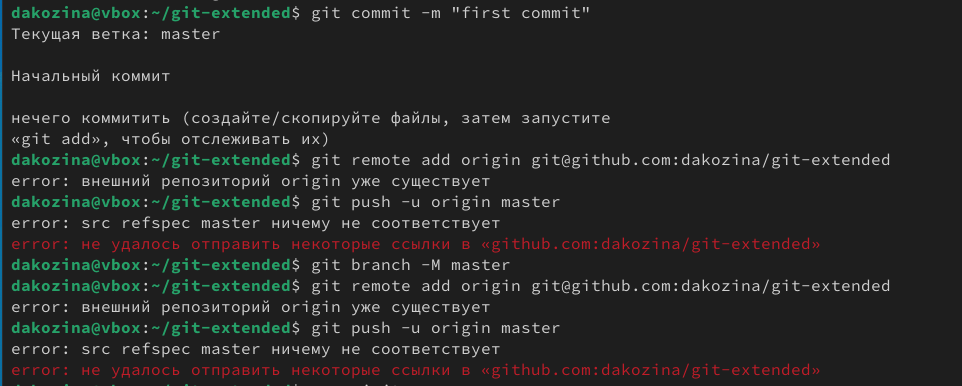 dakozina@vbox:~/git-extended$ git commit -m "first commit"
Текущая ветка: master
Начальный коммит
нечего коммитить (создайте/скопируйте файлы, затем запустите
«git add», чтобы отслеживать их)
dakozina@vbox:~/git-extended$ git remote add origin git@github.com:dakozina/git-extended
error: внешний репозиторий origin уже существует
dakozina@vbox:~/git-extended$ git push -u origin master
error: src refspec master ничему не соответствует
error: не удалось отправить некоторые ссылки в «github.com:dakozina/git-extended»
dakozina@vbox:~/git-extended$ git branch -M master
dakozina@vbox:~/git-extended$ git remote add origin git@github.com:dakozina/git-extended
error: внешний репозиторий origin уже существует
dakozina@vbox:~/git-extended$ git push -u origin master
error: src refspec master ничему не соответствует
error: не удалось отправить некоторые ссылки в «github.com:dakozina/git-extended»